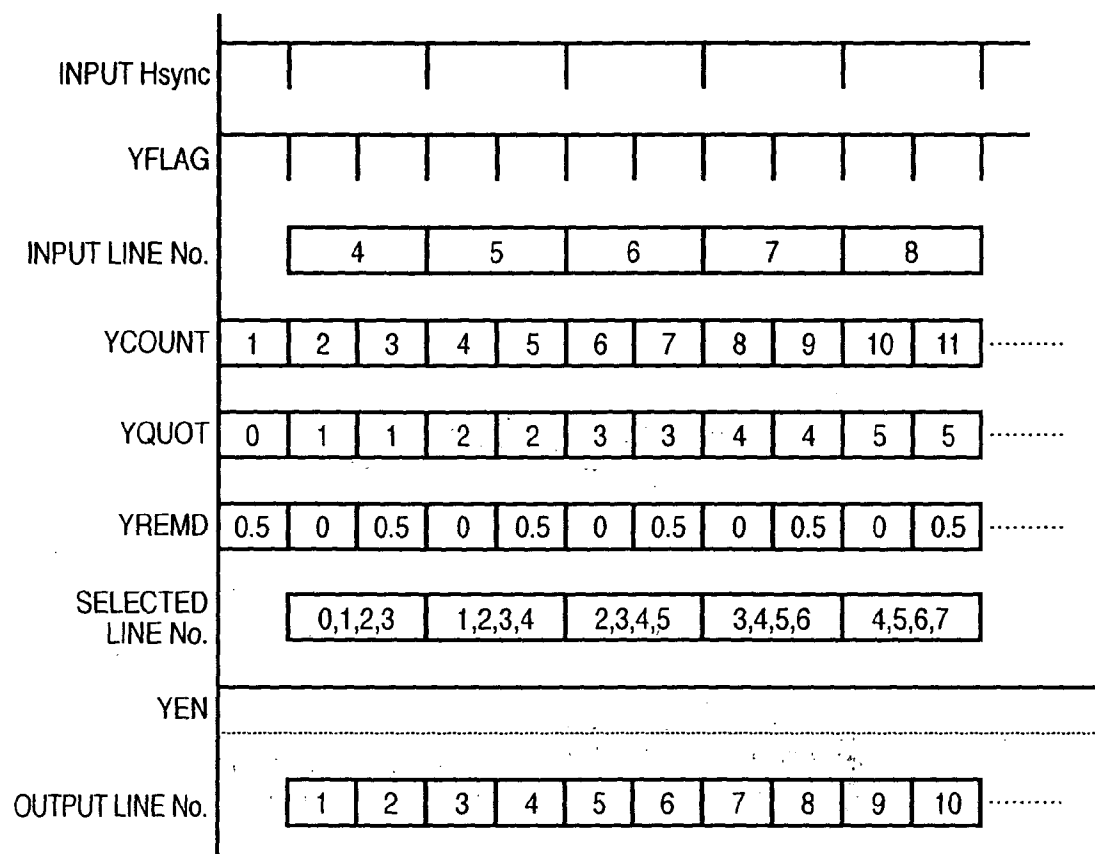 INPUT Hsync
YFLAG
INPUT LINE No. 4 5 6 7 8
YCOUNT 1 2 3 4 5 6 7 8 9 10 11
YQUOT 0 1 1 2 2 3 3 4 4 5 5
YREMD 0.5 0 0.5 0 0.5 0 0.5 0 0.5 0 0.5
SELECTED
LINE No. 0,1,2,3 1,2,3,4 2,3,4,5 3,4,5,6 4,5,6,7
YEN
OUTPUT LINE No. 1 2 3 4 5 6 7 8 9 10